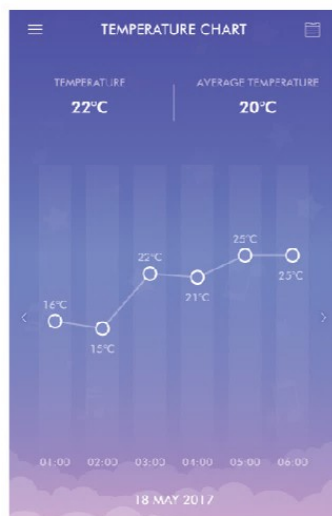 TEMPERATURE CHART
TEMPERATURE AVERAGE TEMPERATURE
22°C 20°C
25°C
22°C
25°C
21°C
16°C
15°C
01:00 02:00 03:00 04:00 05:00 06:00
18 MAY 2017